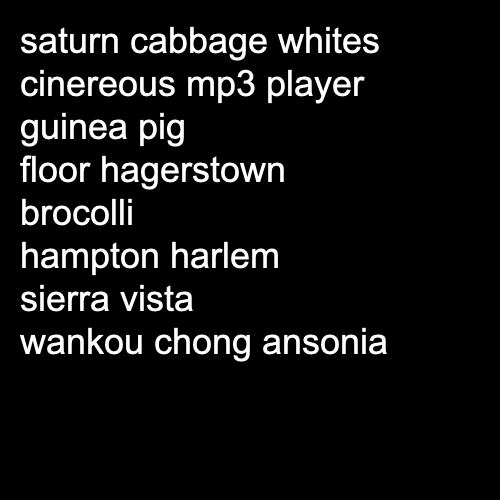 saturn cabbage whites
cinereous mp3 player
guinea pig
floor hagerstown
brocolli
hampton harlem
sierra vista
wankou chong ansonia